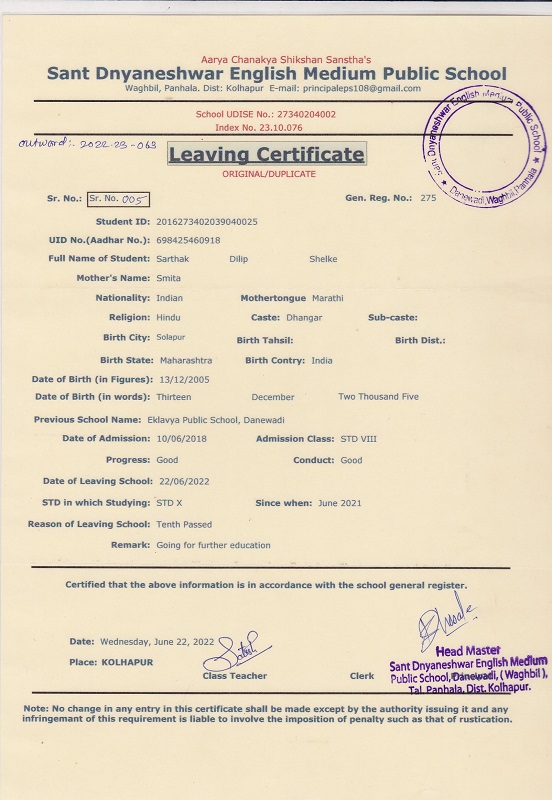 Aarya Chanakya Shikshan Sanstha's
Sant Dnyaneshwar English Medium Public School
Waghbil, Panhala. Dist: Kolhapur E-mail: principaleps108@gmail.com
School UDISE No.: 27340204002
Index No. 23.10.076
Sant Dnyaneshwar English Medium Public School
★ Danewadi,Waghbil,Panhala ★
outword:- 2022-23-063
Leaving Certificate
ORIGINAL/DUPLICATE
Sr. No.: Sr. No. 005 Gen. Reg. No.: 275
Student ID: 2016273402039040025
UID No.(Aadhar No.): 698425460918
Full Name of Student: Sarthak Dilip Shelke
Mother's Name: Smita
Nationality: Indian Mothertongue Marathi
Religion: Hindu Caste: Dhangar Sub-caste:
Birth City: Solapur Birth Tahsil: Birth Dist.:
Birth State: Maharashtra Birth Contry: India
Date of Birth (in Figures): 13/12/2005
Date of Birth (in words): Thirteen December Two Thousand Five
Previous School Name: Eklavya Public School, Danewadi
Date of Admission: 10/06/2018 Admission Class: STD VIII
Progress: Good Conduct: Good
Date of Leaving School: 22/06/2022
STD in which Studying: STD X Since when: June 2021
Reason of Leaving School: Tenth Passed
Remark: Going for further education
Certified that the above information is in accordance with the school general register.
Date: Wednesday, June 22, 2022
Place: KOLHAPUR
Class Teacher Clerk
Head Master
Sant Dnyaneshwar English Medium
Public School, Danewadi, (Waghbil),
Tal. Panhala, Dist. Kolhapur.
Note: No change in any entry in this certificate shall be made except by the authority issuing it and any
infringement of this requirement is liable to involve the imposition of penalty such as that of rustication.